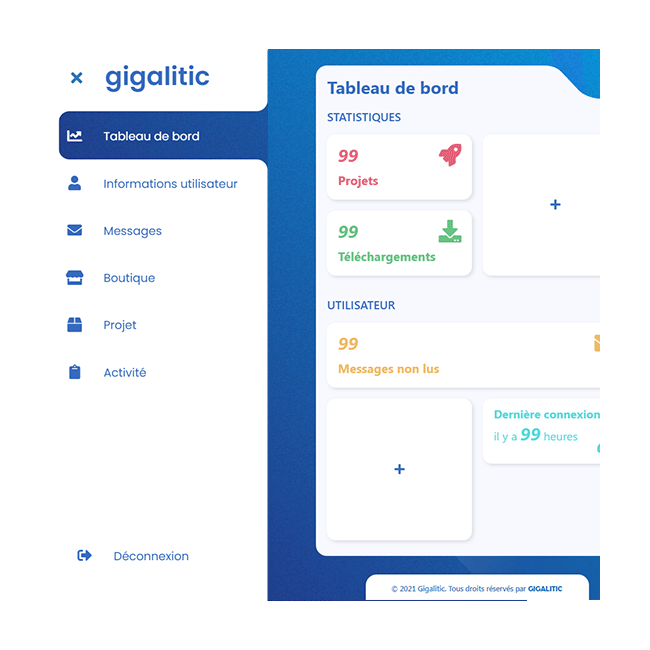 gigalitic
Tableau de bord
Informations utilisateur
Messages
Boutique
Projet
Activité
Déconnexion
Tableau de bord
STATISTIQUES
99
Projets
+
99
Téléchargements
UTILISATEUR
99
Messages non lus
+
Dernière connexion
il y a 99 heures
© 2021 Gigalitic. Tous droits réservés par GIGALITIC